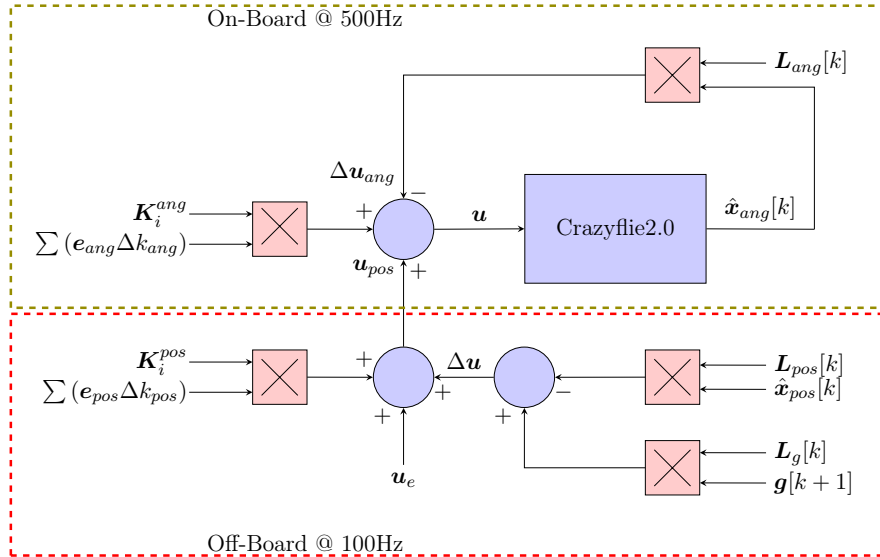 On-Board @ 500Hz
L_ang[k]
Δu_ang
−
K_i^ang
+
u
Crazyflie2.0
x̂_ang[k]
∑ (e_ang Δk_ang)
u_pos
+
K_i^pos
+
Δu
L_pos[k]
∑ (e_pos Δk_pos)
+
−
x̂_pos[k]
+
+
L_g[k]
u_e
g[k + 1]
Off-Board @ 100Hz